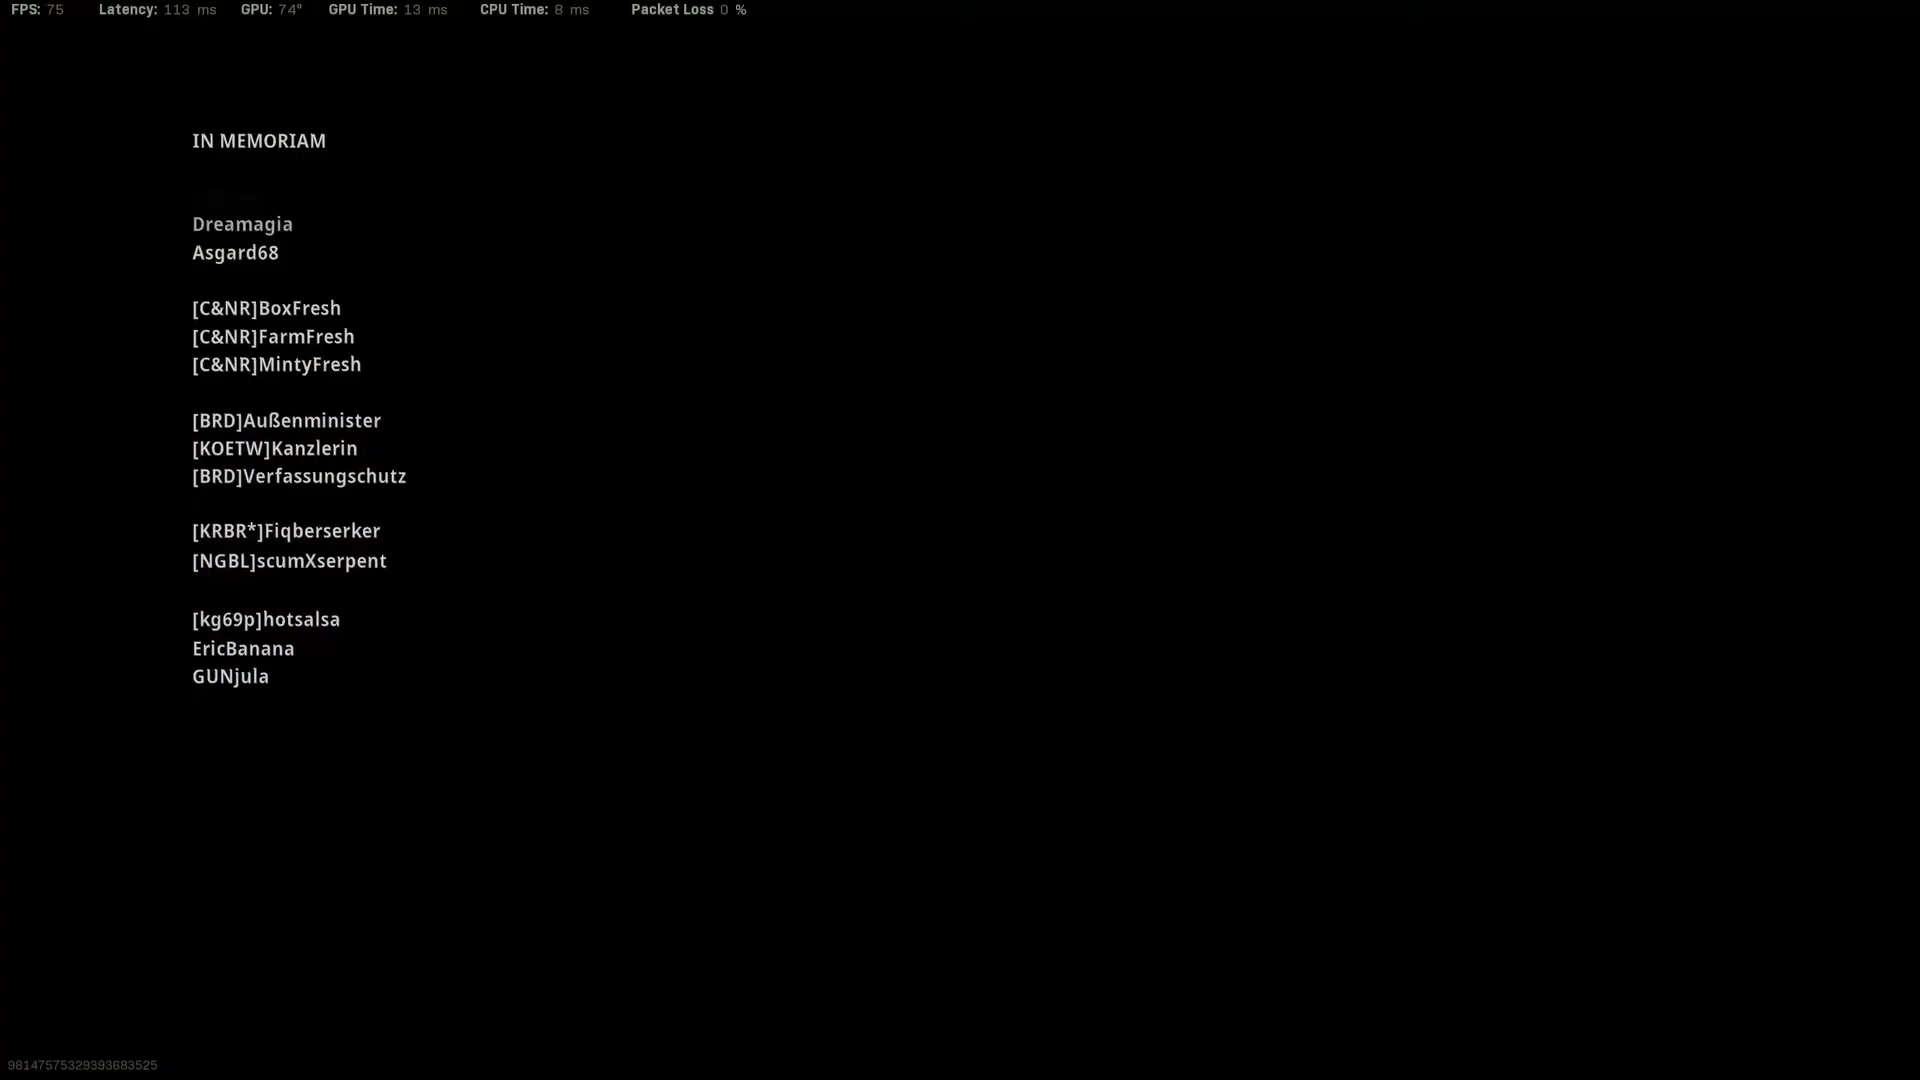 FPS: 75 Latency: 113 ms GPU: 74° GPU Time: 13 ms CPU Time: 8 ms Packet Loss 0 %
IN MEMORIAM
Dreamagia
Asgard68
[C&NR]BoxFresh
[C&NR]FarmFresh
[C&NR]MintyFresh
[BRD]Außenminister
[KOETW]Kanzlerin
[BRD]Verfassungschutz
[KRBR*]Fiqberserker
[NGBL]scumXserpent
[kg69p]hotsalsa
EricBanana
GUNjula
98147575329393683525